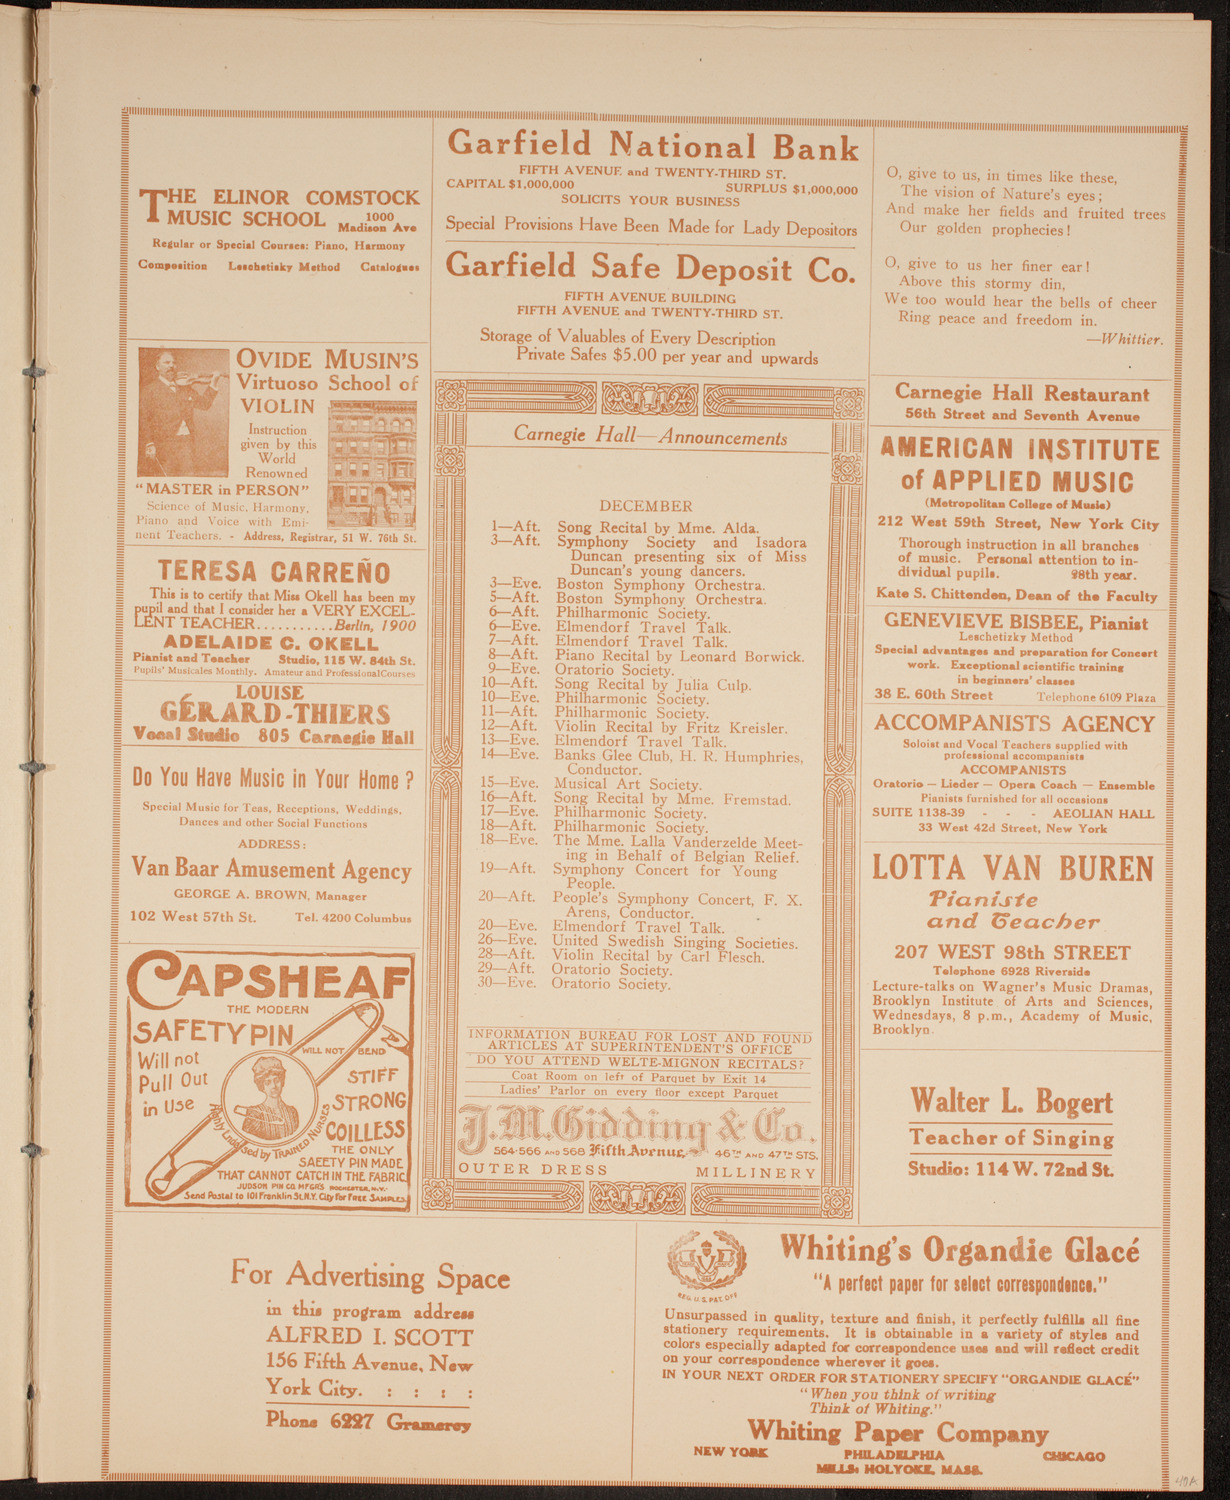 THE ELINOR COMSTOCK
MUSIC SCHOOL 1000 Madison Ave
Regular or Special Courses: Piano, Harmony
Composition Leschetisky Method Catalogues
OVIDE MUSIN'S
Virtuoso School of
VIOLIN
Instruction
given by this
World
Renowned
"MASTER in PERSON"
Science of Music, Harmony,
Piano and Voice with Emi-
nent Teachers. - Address, Registrar, 51 W. 76th St.
TERESA CARREÑO
This is to certify that Miss Okell has been my
pupil and that I consider her a VERY EXCEL-
LENT TEACHER...........Berlin, 1900
ADELAIDE C. OKELL
Pianist and Teacher Studio, 115 W. 84th St.
Pupils' Musicales Monthly. Amateur and Professional Courses
LOUISE
GÉRARD-THIERS
Vocal Studio 805 Carnegie Hall
Do You Have Music in Your Home?
Special Music for Teas, Receptions, Weddings,
Dances and other Social Functions
ADDRESS:
Van Baar Amusement Agency
GEORGE A. BROWN, Manager
102 West 57th St. Tel. 4200 Columbus
CAPSHEAF
THE MODERN
SAFETY PIN
WILL NOT BEND
Will not
Pull Out
in Use
STIFF
STRONG
COILLESS
Highly Endorsed by TRAINED NURSES
THE ONLY
SAFETY PIN MADE
THAT CANNOT CATCH IN THE FABRIC
JUDSON PIN CO. MFGRS ROCHESTER, N.Y.
Send Postal to 101 Franklin St. N.Y. City for FREE SAMPLES
Garfield National Bank
FIFTH AVENUE and TWENTY-THIRD ST.
CAPITAL $1,000,000 SURPLUS $1,000,000
SOLICITS YOUR BUSINESS
Special Provisions Have Been Made for Lady Depositors
Garfield Safe Deposit Co.
FIFTH AVENUE BUILDING
FIFTH AVENUE and TWENTY-THIRD ST.
Storage of Valuables of Every Description
Private Safes $5.00 per year and upwards
Carnegie Hall—Announcements
DECEMBER
1—Aft. Song Recital by Mme. Alda.
3—Aft. Symphony Society and Isadora
Duncan presenting six of Miss
Duncan's young dancers.
3—Eve. Boston Symphony Orchestra.
5—Aft. Boston Symphony Orchestra.
6—Aft. Philharmonic Society.
6—Eve. Elmendorf Travel Talk.
7—Aft. Elmendorf Travel Talk.
8—Aft. Piano Recital by Leonard Borwick.
9—Eve. Oratorio Society.
10—Aft. Song Recital by Julia Culp.
10—Eve. Philharmonic Society.
11—Aft. Philharmonic Society.
12—Aft. Violin Recital by Fritz Kreisler.
13—Eve. Elmendorf Travel Talk.
14—Eve. Banks Glee Club, H. R. Humphries,
Conductor.
15—Eve. Musical Art Society.
16—Aft. Song Recital by Mme. Fremstad.
17—Eve. Philharmonic Society.
18—Aft. Philharmonic Society.
18—Eve. The Mme. Lalla Vanderzelde Meet-
ing in Behalf of Belgian Relief.
19—Aft. Symphony Concert for Young
People.
20—Aft. People's Symphony Concert, F. X.
Arens, Conductor.
20—Eve. Elmendorf Travel Talk.
26—Eve. United Swedish Singing Societies.
28—Aft. Violin Recital by Carl Flesch.
29—Aft. Oratorio Society.
30—Eve. Oratorio Society.
INFORMATION BUREAU FOR LOST AND FOUND
ARTICLES AT SUPERINTENDENT'S OFFICE
DO YOU ATTEND WELTE-MIGNON RECITALS?
Coat Room on left of Parquet by Exit 14
Ladies' Parlor on every floor except Parquet
J.M. Gidding & Co.
564-566 AND 568 Fifth Avenue, 46TH AND 47TH STS.
OUTER DRESS MILLINERY
O, give to us, in times like these,
The vision of Nature's eyes;
And make her fields and fruited trees
Our golden prophecies!
O, give to us her finer ear!
Above this stormy din,
We too would hear the bells of cheer
Ring peace and freedom in.
—Whittier.
Carnegie Hall Restaurant
56th Street and Seventh Avenue
AMERICAN INSTITUTE
of APPLIED MUSIC
(Metropolitan College of Music)
212 West 59th Street, New York City
Thorough instruction in all branches
of music. Personal attention to in-
dividual pupils. 28th year.
Kate S. Chittenden, Dean of the Faculty
GENEVIEVE BISBEE, Pianist
Leschetizky Method
Special advantages and preparation for Concert
work. Exceptional scientific training
in beginners' classes
38 E. 60th Street Telephone 6109 Plaza
ACCOMPANISTS AGENCY
Soloist and Vocal Teachers supplied with
professional accompanists
ACCOMPANISTS
Oratorio — Lieder — Opera Coach — Ensemble
Pianists furnished for all occasions
SUITE 1138-39 - - - AEOLIAN HALL
33 West 42d Street, New York
LOTTA VAN BUREN
Pianiste
and Teacher
207 WEST 98th STREET
Telephone 6928 Riverside
Lecture-talks on Wagner's Music Dramas,
Brooklyn Institute of Arts and Sciences,
Wednesdays, 8 p.m., Academy of Music,
Brooklyn.
Walter L. Bogert
Teacher of Singing
Studio: 114 W. 72nd St.
For Advertising Space
in this program address
ALFRED I. SCOTT
156 Fifth Avenue, New
York City. : : : :
Phone 6227 Gramercy
REG. U.S. PAT. OFF
Whiting's Organdie Glacé
"A perfect paper for select correspondence."
Unsurpassed in quality, texture and finish, it perfectly fulfills all fine
stationery requirements. It is obtainable in a variety of styles and
colors especially adapted for correspondence uses and will reflect credit
on your correspondence wherever it goes.
IN YOUR NEXT ORDER FOR STATIONERY SPECIFY "ORGANDIE GLACÉ"
"When you think of writing
Think of Whiting."
Whiting Paper Company
NEW YORK PHILADELPHIA CHICAGO
MILLS: HOLYOKE, MASS.